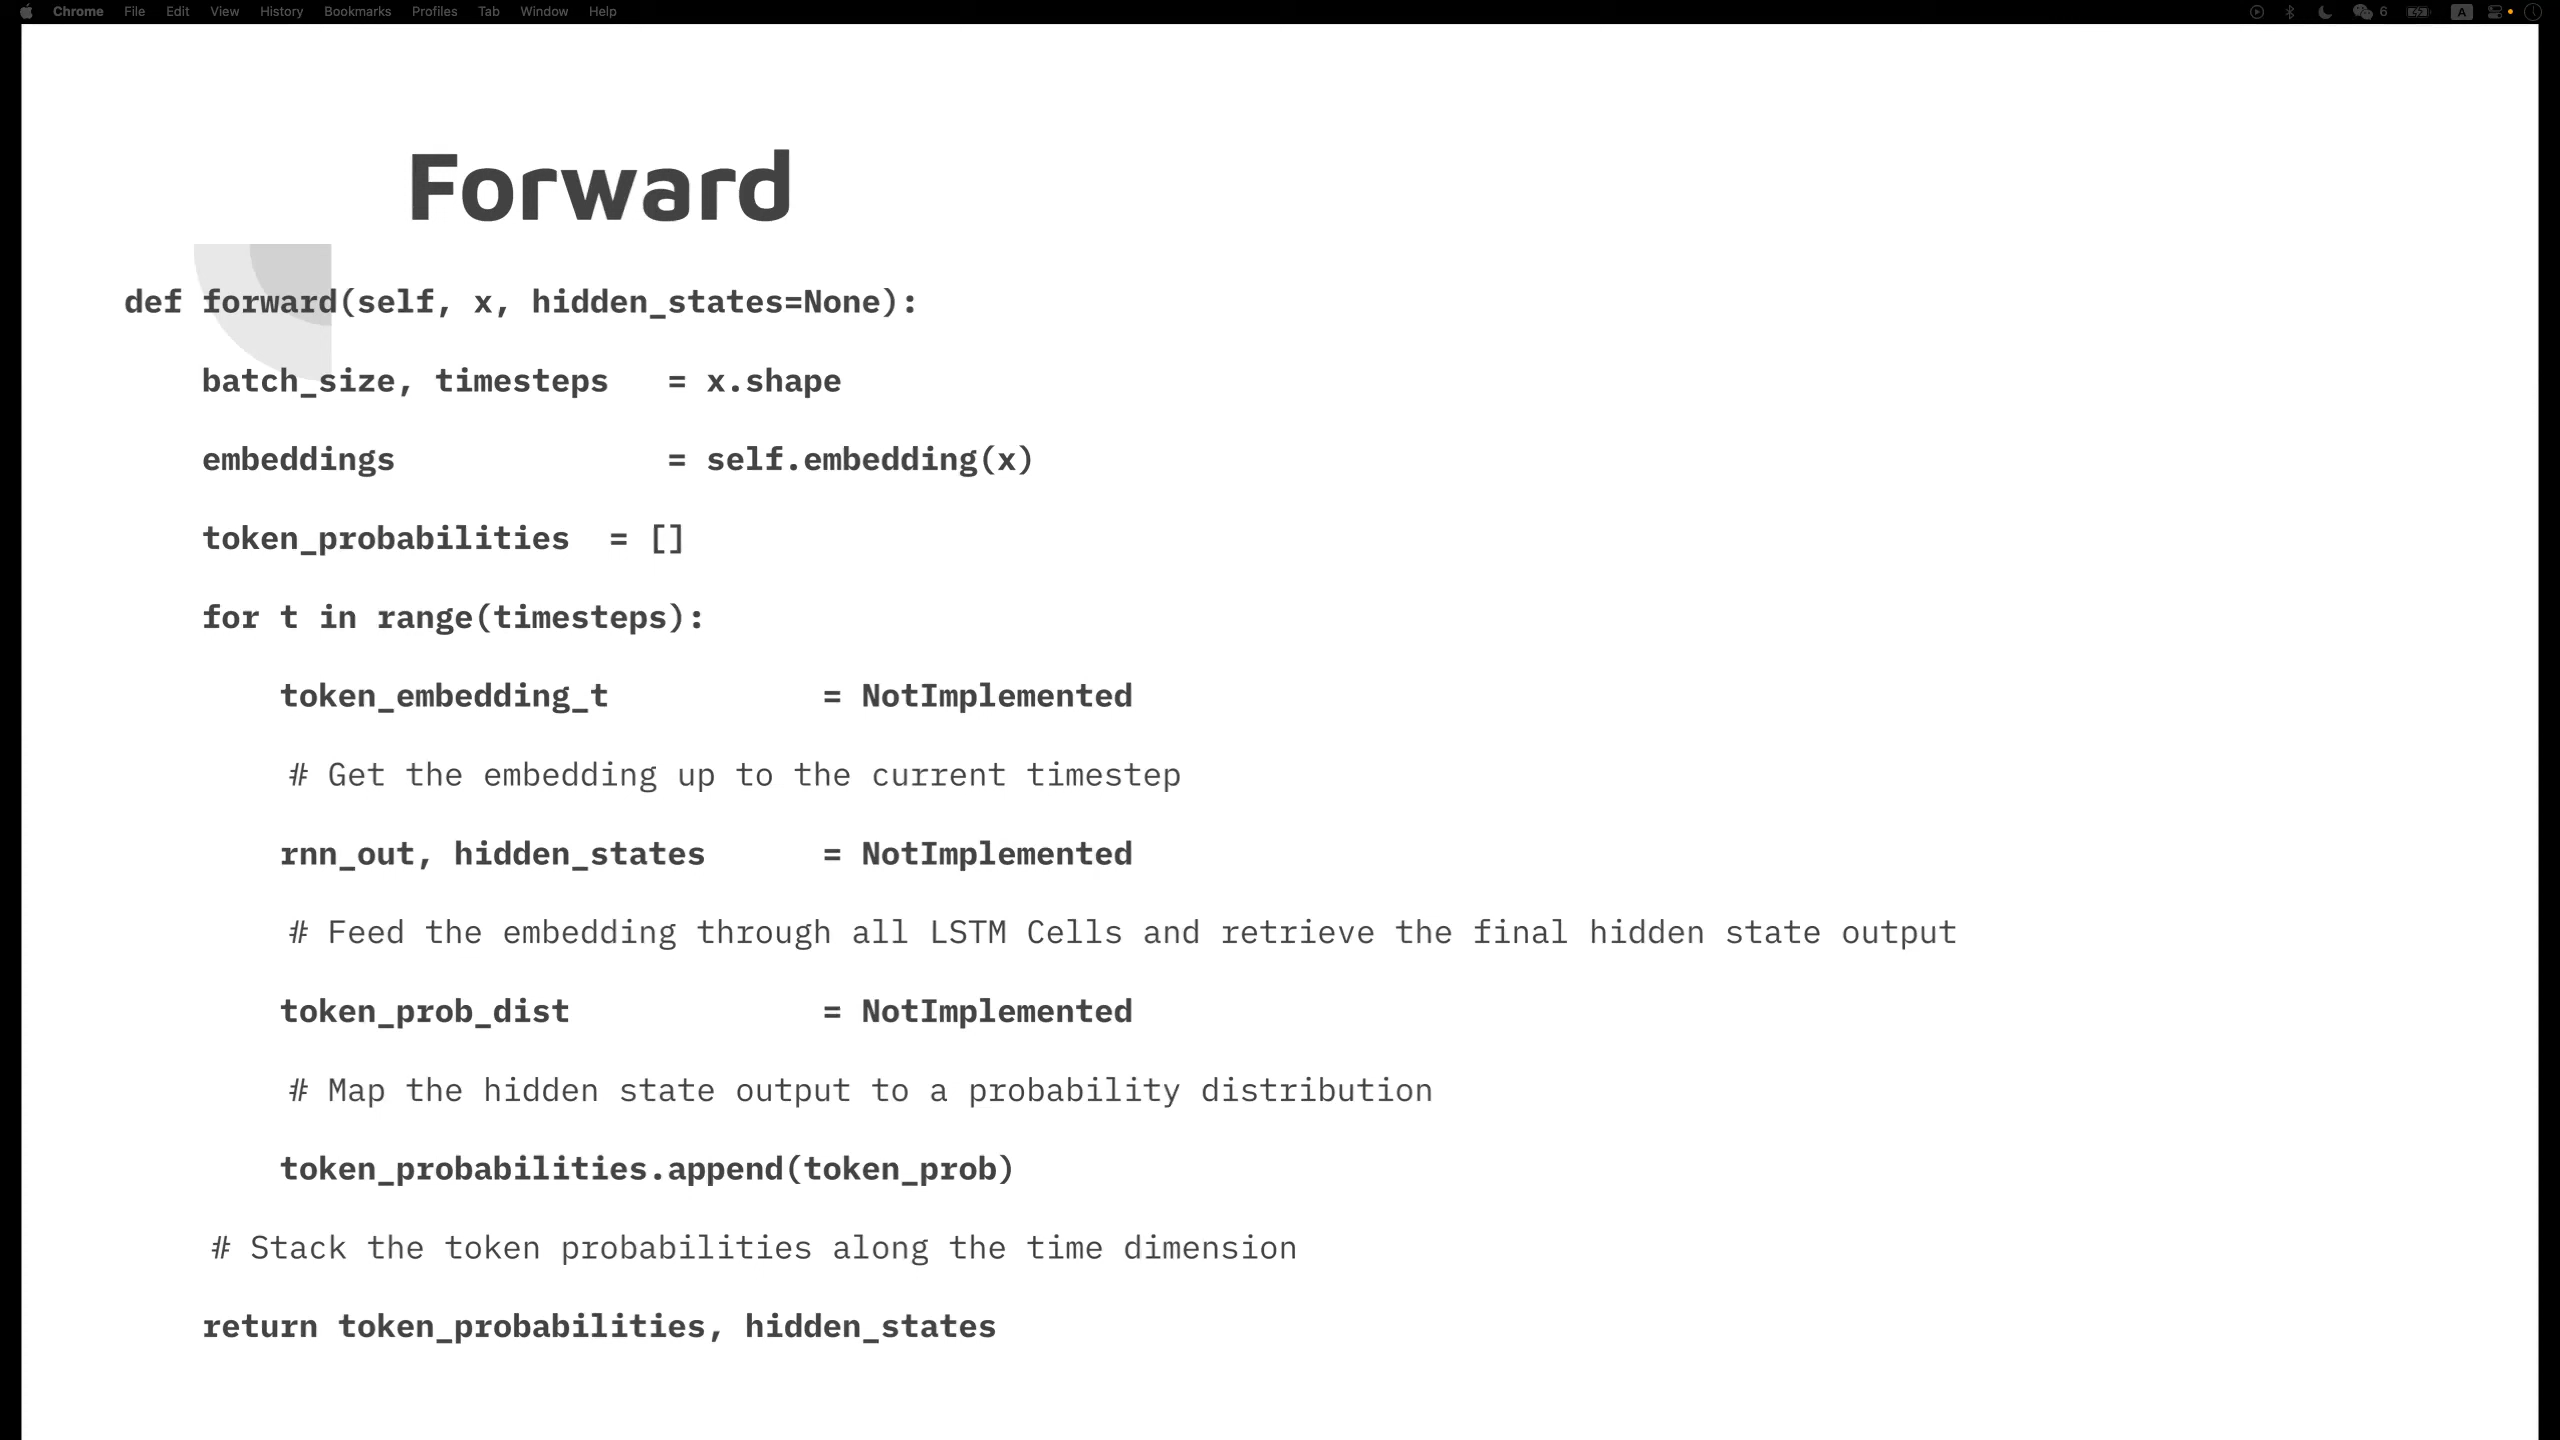 Chrome File Edit View History Bookmarks Profiles Tab Window Help 6 A
Forward
def forward(self, x, hidden_states=None):
batch_size, timesteps = x.shape
embeddings = self.embedding(x)
token_probabilities = []
for t in range(timesteps):
token_embedding_t = NotImplemented
# Get the embedding up to the current timestep
rnn_out, hidden_states = NotImplemented
# Feed the embedding through all LSTM Cells and retrieve the final hidden state output
token_prob_dist = NotImplemented
# Map the hidden state output to a probability distribution
token_probabilities.append(token_prob)
# Stack the token probabilities along the time dimension
return token_probabilities, hidden_states